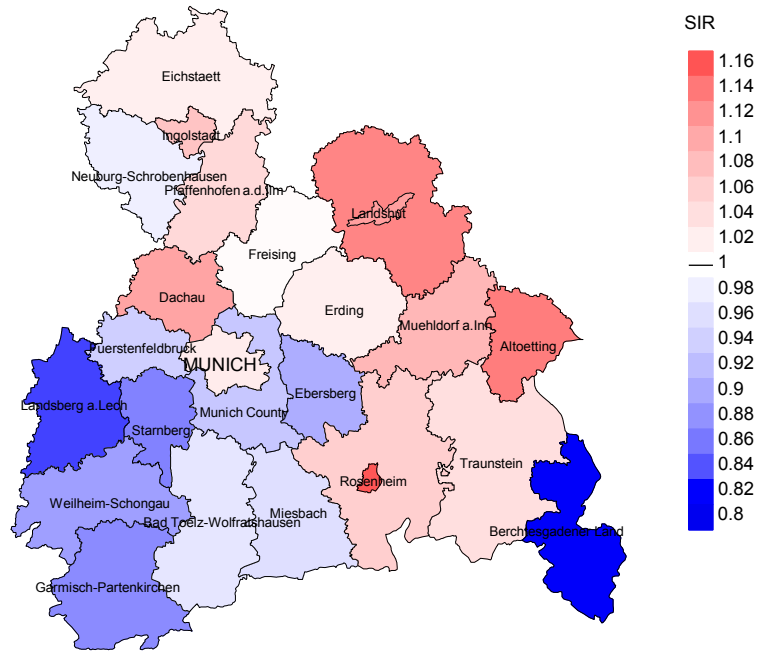 SIR
1.16
1.14
1.12
1.1
1.08
1.06
1.04
1.02
1
0.98
0.96
0.94
0.92
0.9
0.88
0.86
0.84
0.82
0.8
Eichstaett
Ingolstadt
Neuburg-Schrobenhausen
Pfaffenhofen a.d.Ilm
Landshut
Freising
Dachau
Erding
Muehldorf a.Inn
Altoetting
Fuerstenfeldbruck
MUNICH
Ebersberg
Landsberg a.Lech
Munich County
Starnberg
Traunstein
Rosenheim
Weilheim-Schongau
Miesbach
Bad Toelz-Wolfratshausen
Berchtesgadener Land
Garmisch-Partenkirchen